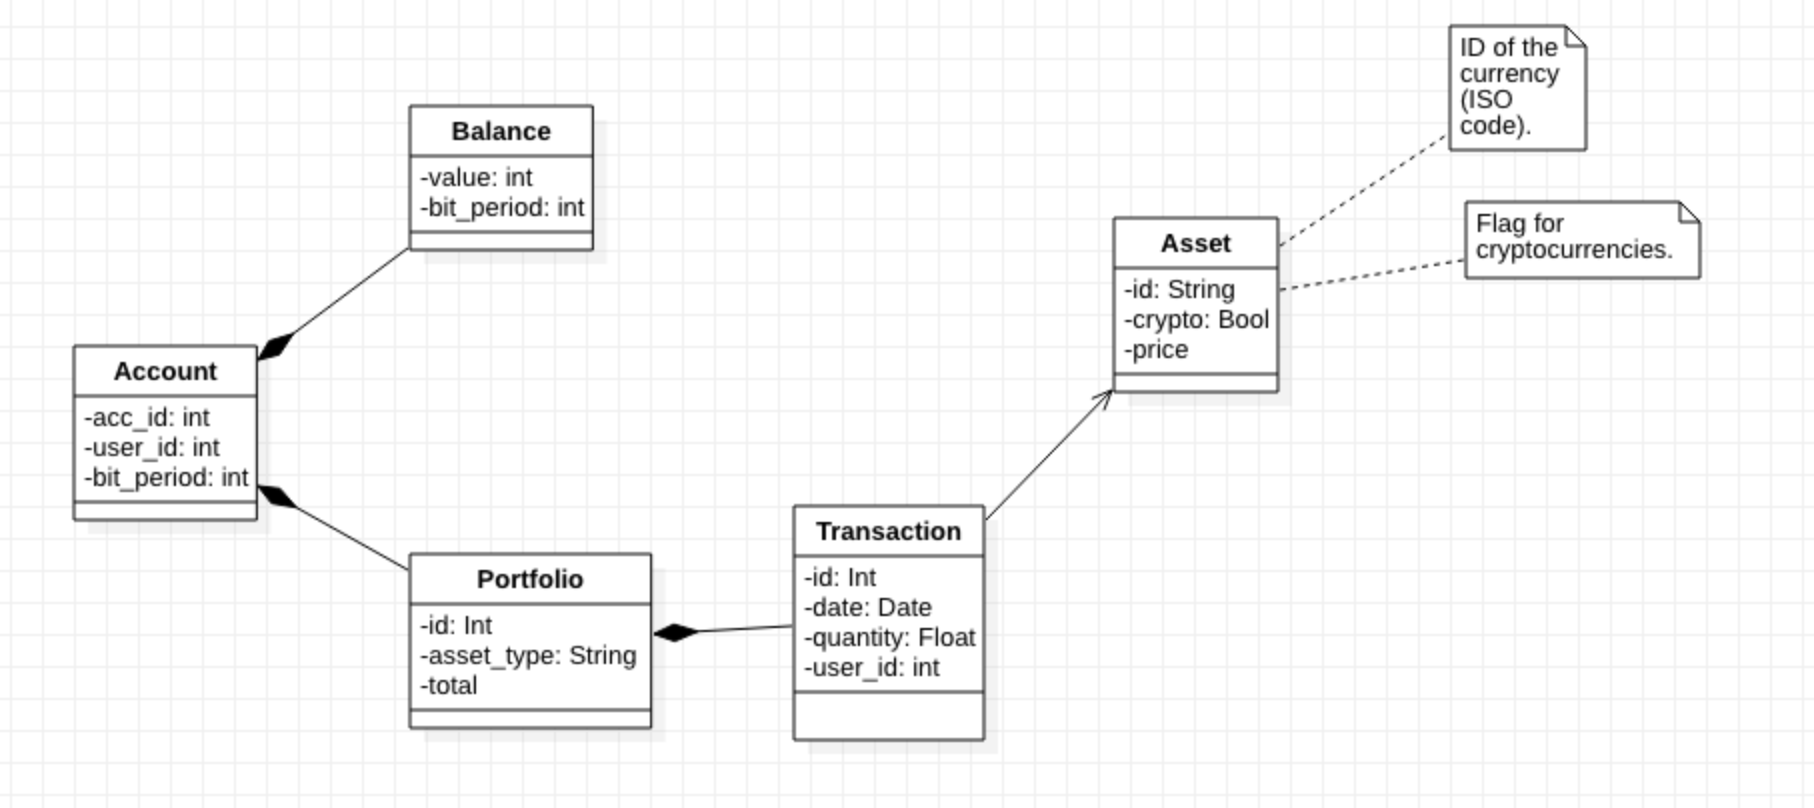 Balance
-value: int
-bit_period: int
Account
-acc_id: int
-user_id: int
-bit_period: int
Portfolio
-id: Int
-asset_type: String
-total
Transaction
-id: Int
-date: Date
-quantity: Float
-user_id: int
Asset
-id: String
-crypto: Bool
-price
ID of the
currency
(ISO
code).
Flag for
cryptocurrencies.